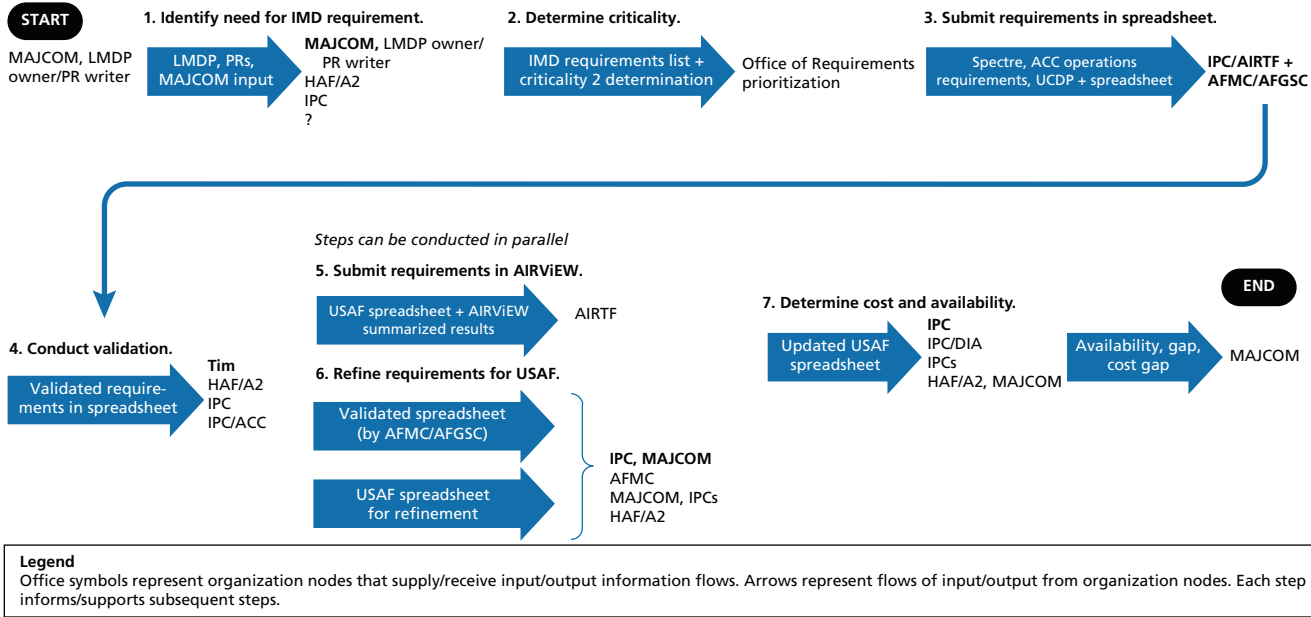 START
MAJCOM, LMDP
owner/PR writer
1. Identify need for IMD requirement.
LMDP, PRs,
MAJCOM input
MAJCOM, LMDP owner/
PR writer
HAF/A2
IPC
?
2. Determine criticality.
IMD requirements list +
criticality 2 determination
Office of Requirements
prioritization
3. Submit requirements in spreadsheet.
Spectre, ACC operations
requirements, UCDP + spreadsheet
IPC/AIRTF +
AFMC/AFGSC
4. Conduct validation.
Validated require-
ments in spreadsheet
Tim
HAF/A2
IPC
IPC/ACC
Steps can be conducted in parallel
5. Submit requirements in AIRViEW.
USAF spreadsheet + AIRViEW
summarized results
AIRTF
6. Refine requirements for USAF.
Validated spreadsheet
(by AFMC/AFGSC)
USAF spreadsheet
for refinement
IPC, MAJCOM
AFMC
MAJCOM, IPCs
HAF/A2
7. Determine cost and availability.
Updated USAF
spreadsheet
IPC
IPC/DIA
IPCs
HAF/A2, MAJCOM
Availability, gap,
cost gap
END
MAJCOM
Legend
Office symbols represent organization nodes that supply/receive input/output information flows. Arrows represent flows of input/output from organization nodes. Each step
informs/supports subsequent steps.